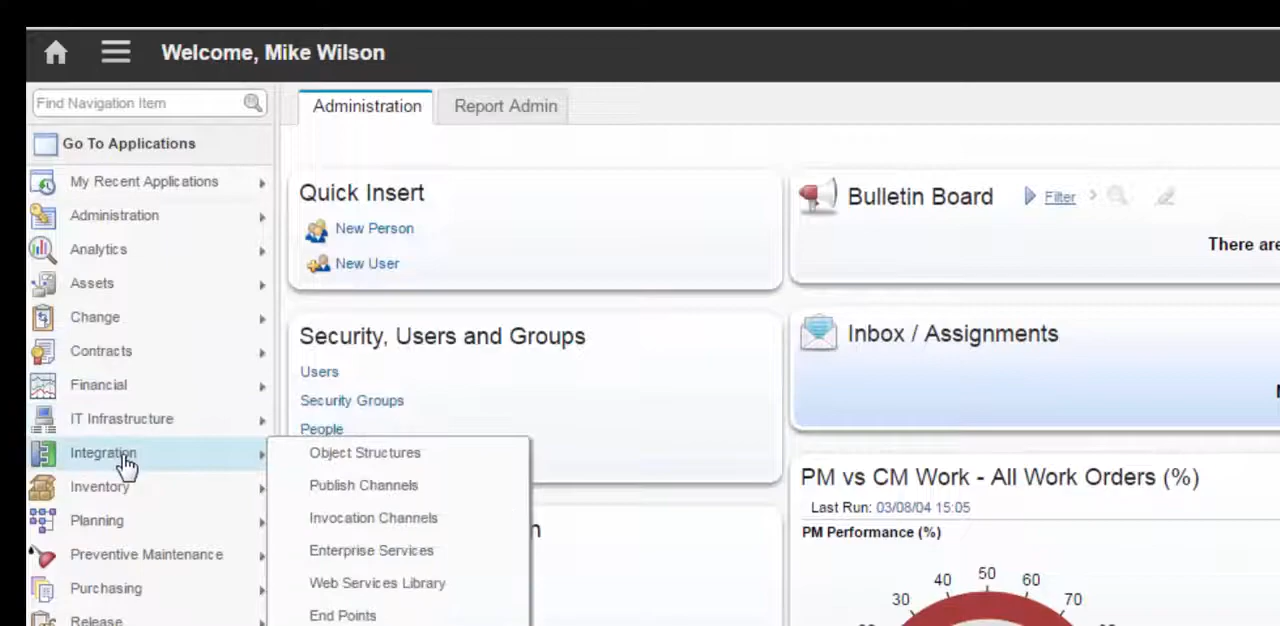 Welcome, Mike Wilson
Find Navigation Item
Go To Applications
My Recent Applications
Administration
Analytics
Assets
Change
Contracts
Financial
IT Infrastructure
Integration
Inventory
Planning
Preventive Maintenance
Purchasing
Release
Object Structures
Publish Channels
Invocation Channels
Enterprise Services
Web Services Library
End Points
Administration
Report Admin
Quick Insert
New Person
New User
Security, Users and Groups
Users
Security Groups
People
n
Bulletin Board
Filter
There are
Inbox / Assignments
PM vs CM Work - All Work Orders (%)
Last Run: 03/08/04 15:05
PM Performance (%)
30 40 50 60 70